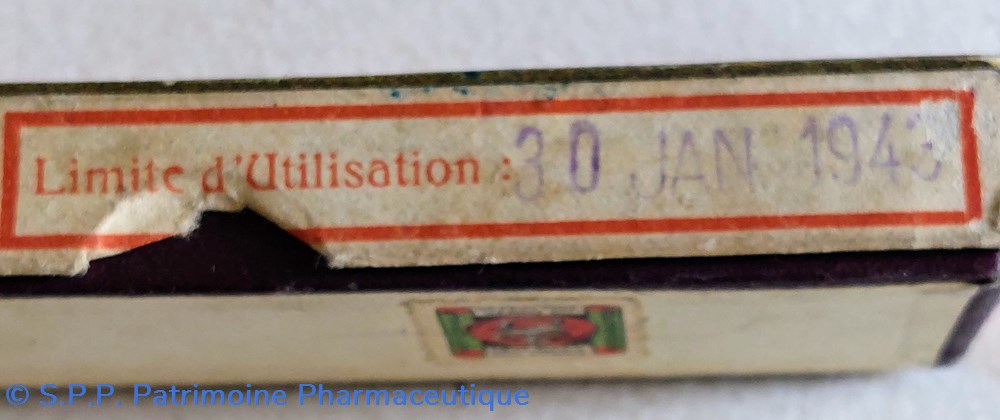 Limite d'Utilisation : 30 JAN 1943
© S.P.P. Patrimoine Pharmaceutique